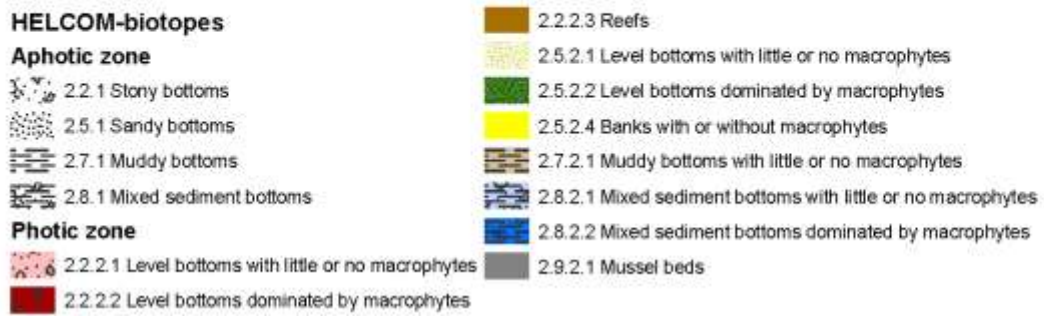 HELCOM-biotopes
Aphotic zone
2.2.1 Stony bottoms
2.5.1 Sandy bottoms
2.7.1 Muddy bottoms
2.8.1 Mixed sediment bottoms
Photic zone
2.2.2.1 Level bottoms with little or no macrophytes
2.2.2.2 Level bottoms dominated by macrophytes
2.2.2.3 Reefs
2.5.2.1 Level bottoms with little or no macrophytes
2.5.2.2 Level bottoms dominated by macrophytes
2.5.2.4 Banks with or without macrophytes
2.7.2.1 Muddy bottoms with little or no macrophytes
2.8.2.1 Mixed sediment bottoms with little or no macrophytes
2.8.2.2 Mixed sediment bottoms dominated by macrophytes
2.9.2.1 Mussel beds